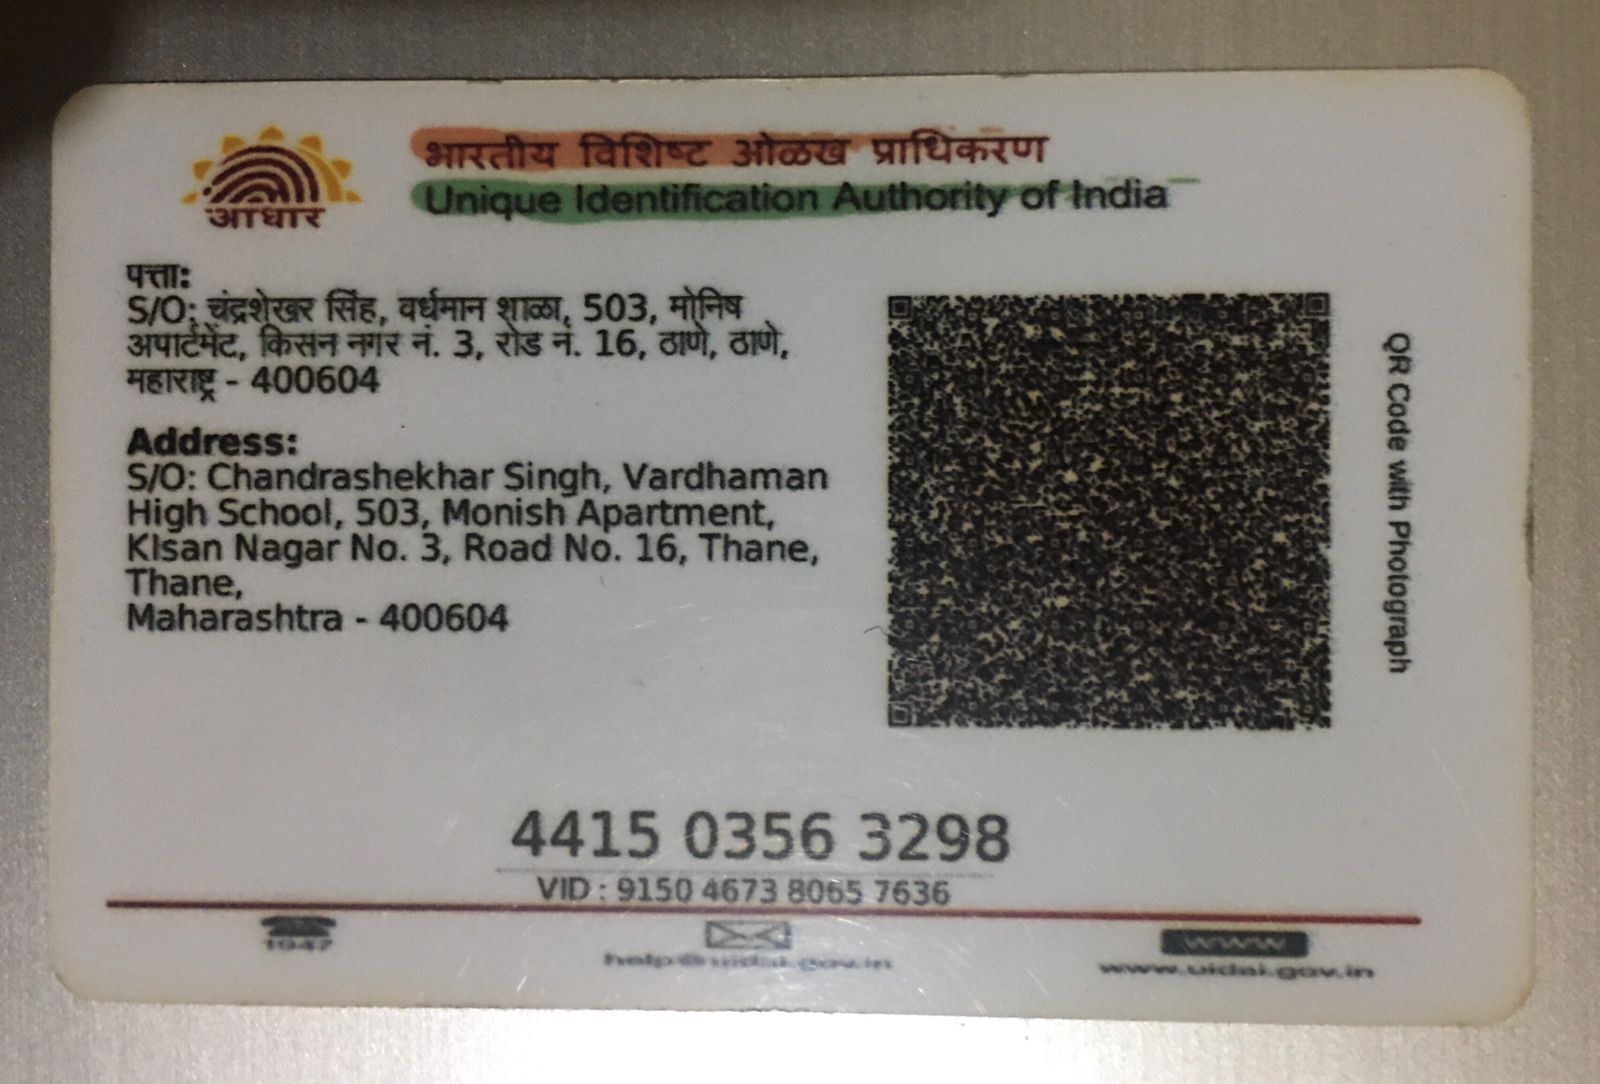 आधार
भारतीय विशिष्ट ओळख प्राधिकरण
Unique Identification Authority of India
पत्ता:
S/O: चंद्रशेखर सिंह, वर्धमान शाळा, 503, मोनिष
अपार्टमेंट, किसन नगर नं. 3, रोड नं. 16, ठाणे, ठाणे,
महाराष्ट्र - 400604
Address:
S/O: Chandrashekhar Singh, Vardhaman
High School, 503, Monish Apartment,
KIsan Nagar No. 3, Road No. 16, Thane,
Thane,
Maharashtra - 400604
QR Code with Photograph
4415 0356 3298
VID : 9150 4673 8065 7636
1947
help@uidai.gov.in
www
www.uidai.gov.in